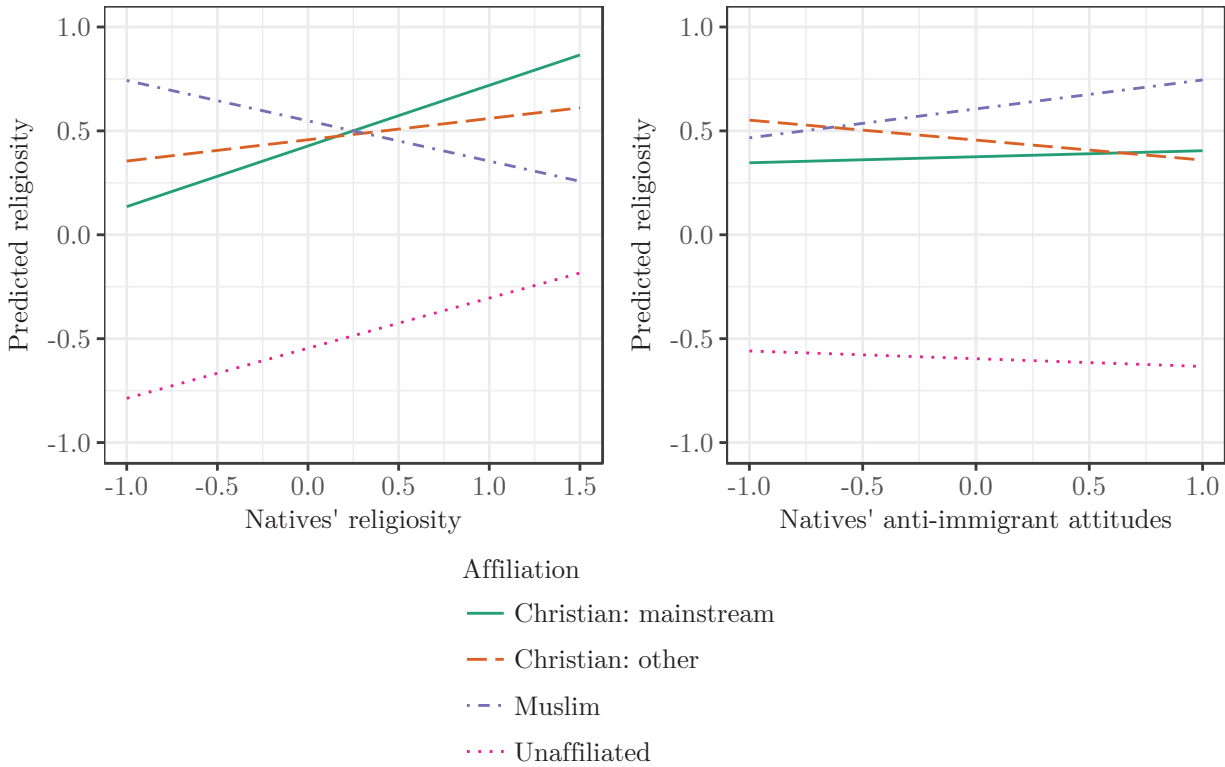 1.0
0.5
0.0
-0.5
-1.0
Predicted religiosity
-1.0 -0.5 0.0 0.5 1.0 1.5
Natives' religiosity
1.0
0.5
0.0
-0.5
-1.0
Predicted religiosity
-1.0 -0.5 0.0 0.5 1.0
Natives' anti-immigrant attitudes
Affiliation
Christian: mainstream
Christian: other
Muslim
Unaffiliated